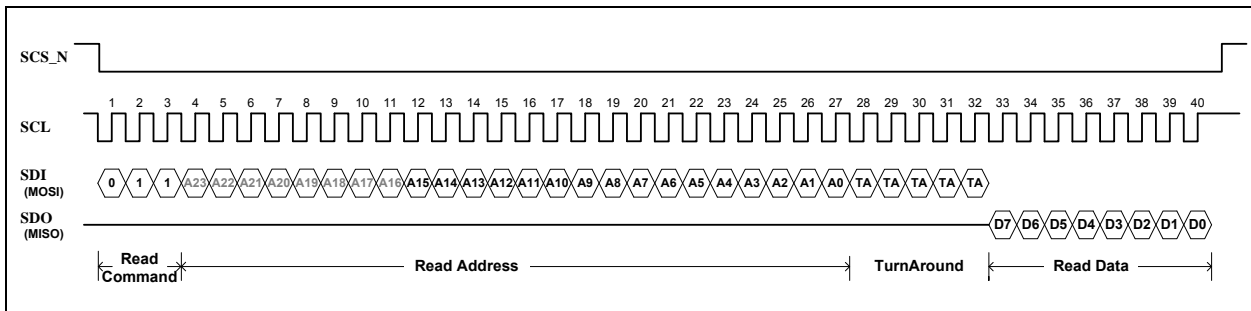 SCS_N
1 2 3 4 5 6 7 8 9 10 11 12 13 14 15 16 17 18 19 20 21 22 23 24 25 26 27 28 29 30 31 32 33 34 35 36 37 38 39 40
SCL
SDI
(MOSI)
0 1 1 A23 A22 A21 A20 A19 A18 A17 A16 A15 A14 A13 A12 A11 A10 A9 A8 A7 A6 A5 A4 A3 A2 A1 A0 TA TA TA TA TA
SDO
(MISO)
D7 D6 D5 D4 D3 D2 D1 D0
Read
Command
Read Address
TurnAround
Read Data